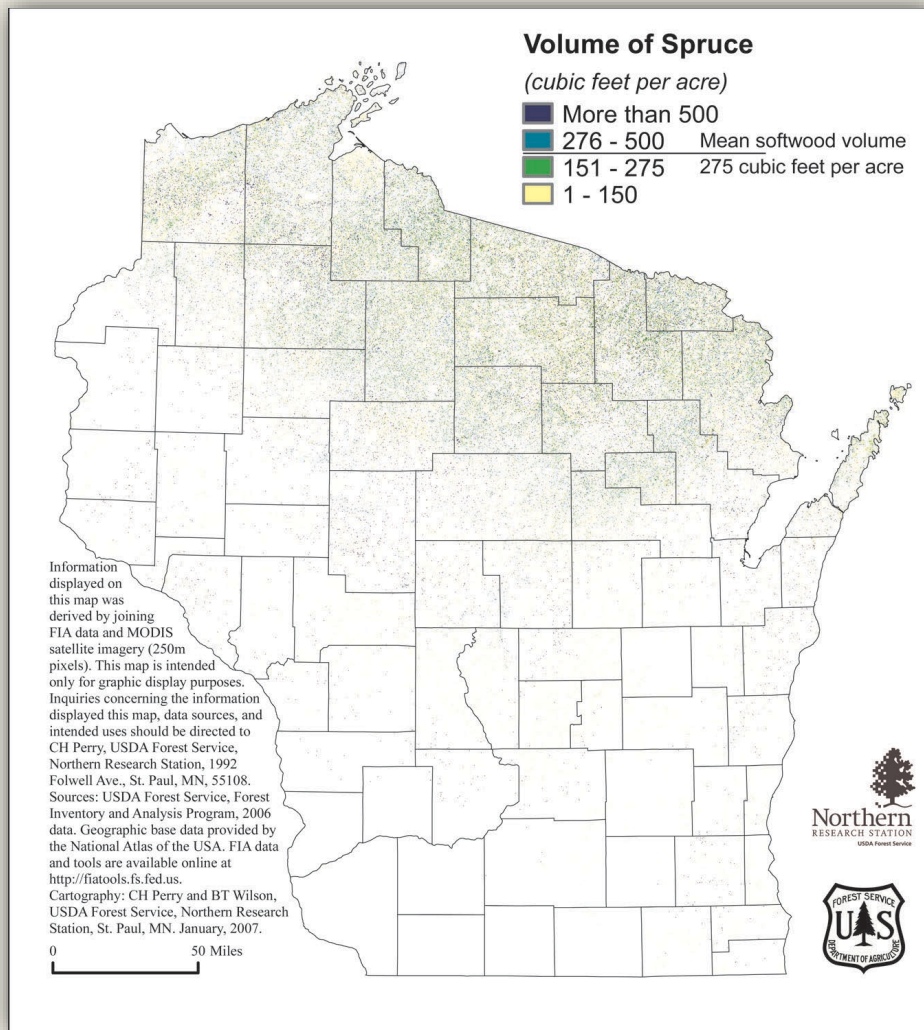 Volume of Spruce
(cubic feet per acre)
More than 500
276 - 500 Mean softwood volume
151 - 275 275 cubic feet per acre
1 - 150
Information
displayed on
this map was
derived by joining
FIA data and MODIS
satellite imagery (250m
pixels). This map is intended
only for graphic display purposes.
Inquiries concerning the information
displayed this map, data sources, and
intended uses should be directed to
CH Perry, USDA Forest Service,
Northern Research Station, 1992
Folwell Ave., St. Paul, MN, 55108.
Sources: USDA Forest Service, Forest
Inventory and Analysis Program, 2006
data. Geographic base data provided by
the National Atlas of the USA. FIA data
and tools are available online at
http://fiatools.fs.fed.us.
Cartography: CH Perry and BT Wilson,
USDA Forest Service, Northern Research
Station, St. Paul, MN. January, 2007.
0 50 Miles
Northern
RESEARCH STATION
USDA Forest Service
FOREST SERVICE
U S
DEPARTMENT OF AGRICULTURE